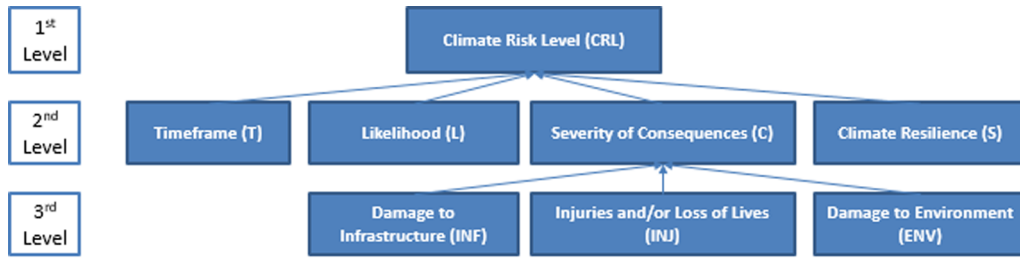 1st
Level
Climate Risk Level (CRL)
2nd
Level
Timeframe (T)
Likelihood (L)
Severity of Consequences (C)
Climate Resilience (S)
3rd
Level
Damage to
Infrastructure (INF)
Injuries and/or Loss of Lives
(INJ)
Damage to Environment
(ENV)